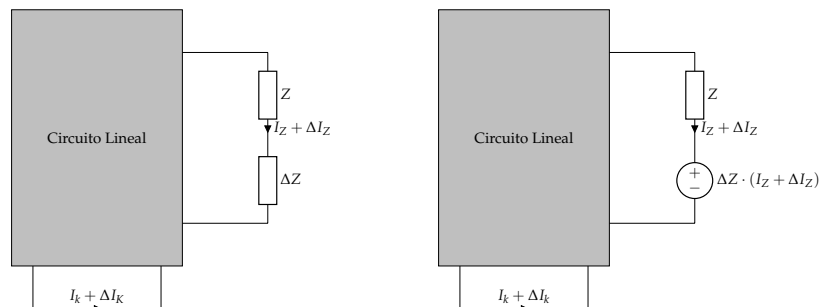 Circuito Lineal
Z
I_Z + ΔI_Z
ΔZ
I_k + ΔI_K
Circuito Lineal
Z
I_Z + ΔI_Z
+
−
ΔZ · (I_Z + ΔI_Z)
I_k + ΔI_k